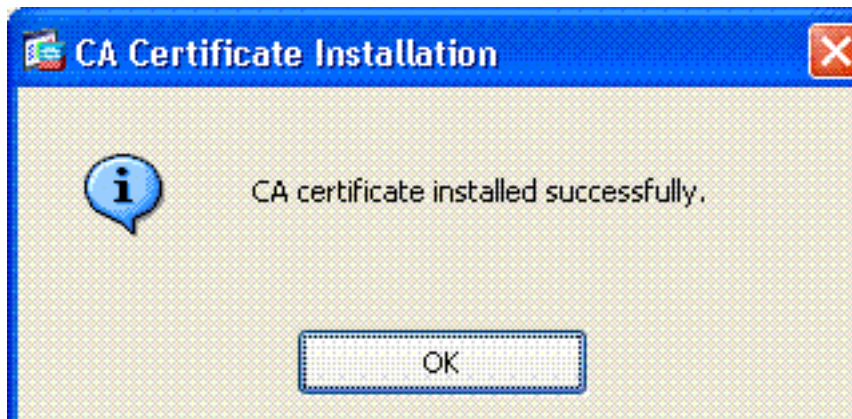 CA Certificate Installation
CA certificate installed successfully.
OK